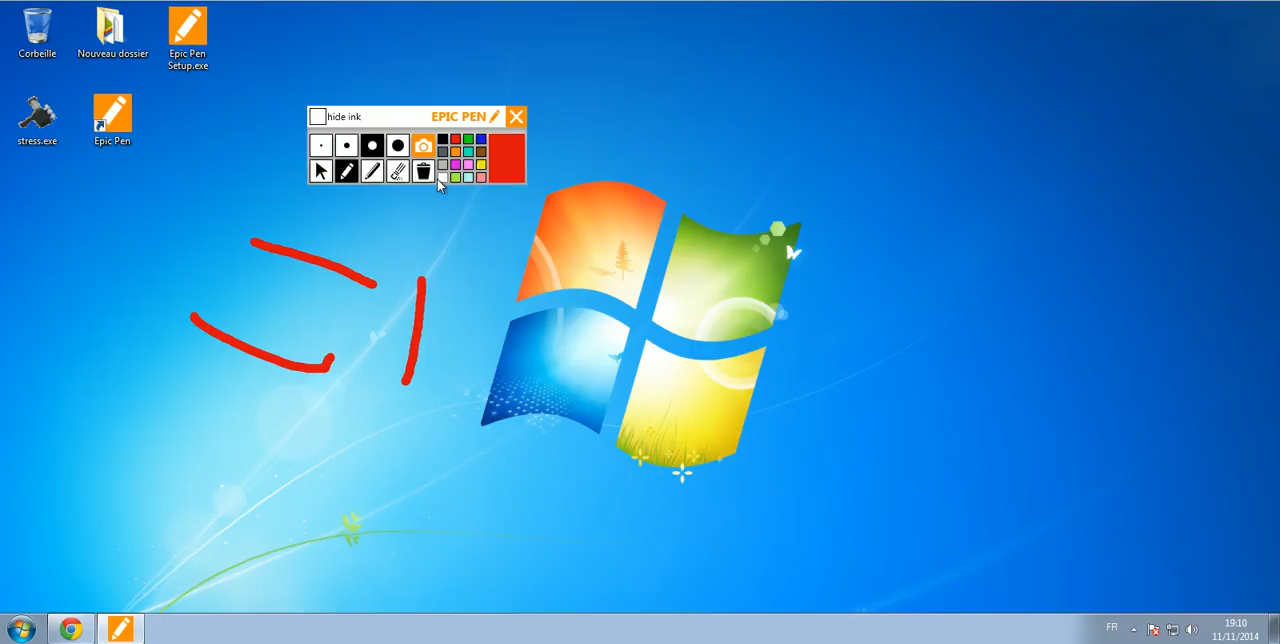 Corbeille
Nouveau dossier
Epic Pen
Setup.exe
stress.exe
Epic Pen
hide ink
EPIC PEN
FR
19:10
11/11/2014